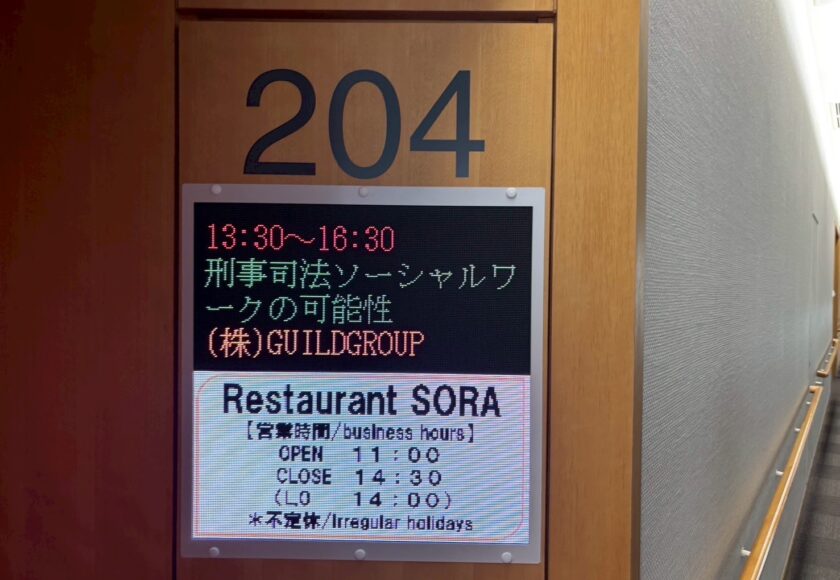 204
13:30～16:30
刑事司法ソーシャルワ
ークの可能性
(株)GUILDGROUP
Restaurant SORA
【営業時間/business hours】
OPEN 11：00
CLOSE 14：30
(LO 14：00)
＊不定休/Irregular holidays